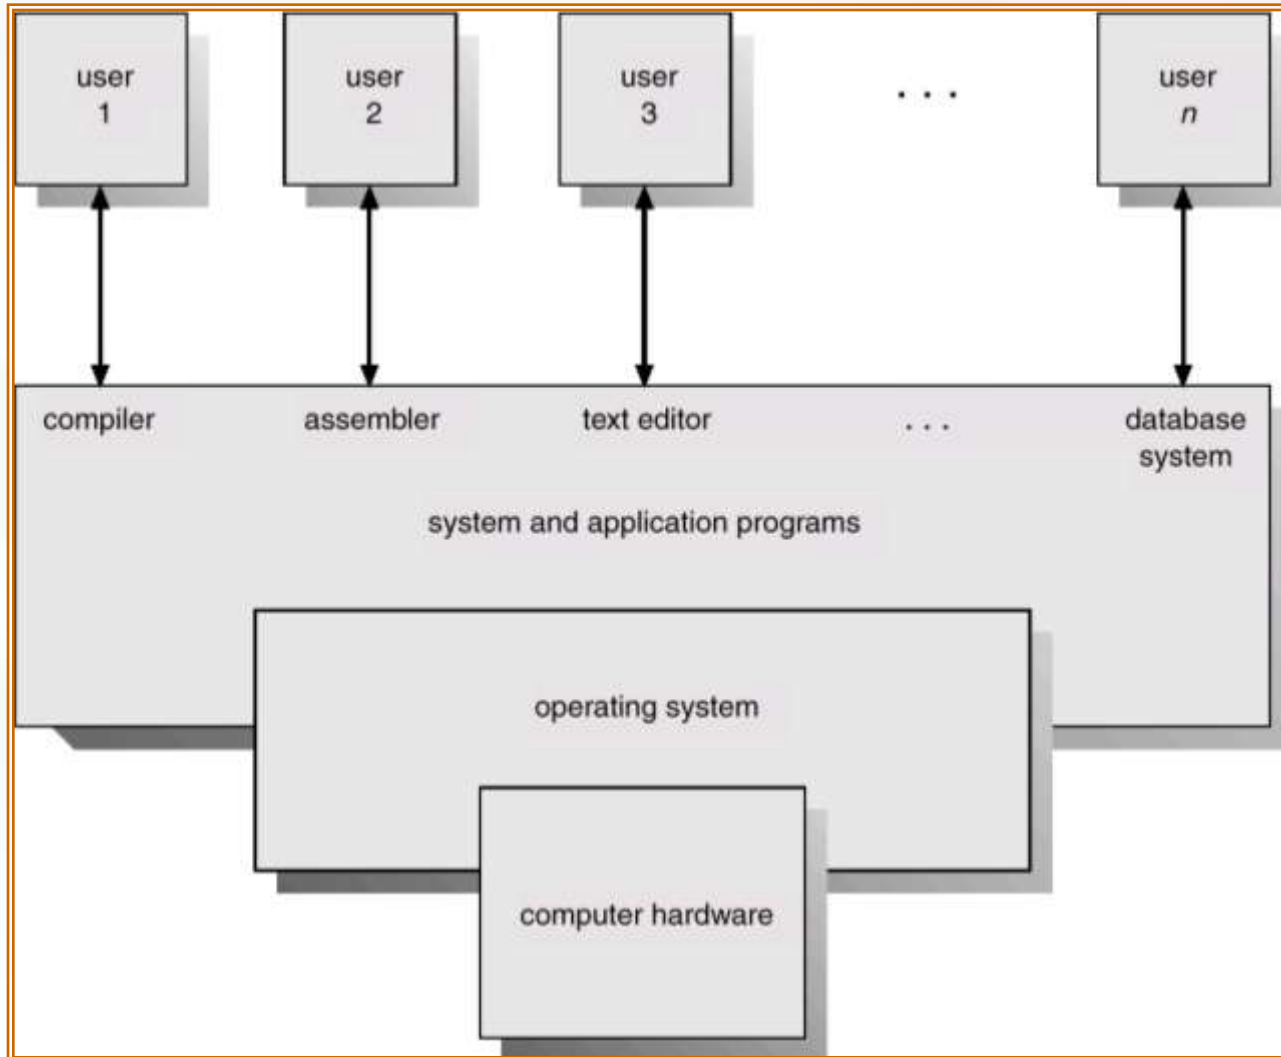 user
1
user
2
user
3
. . .
user
n
compiler
assembler
text editor
. . .
database
system
system and application programs
operating system
computer hardware